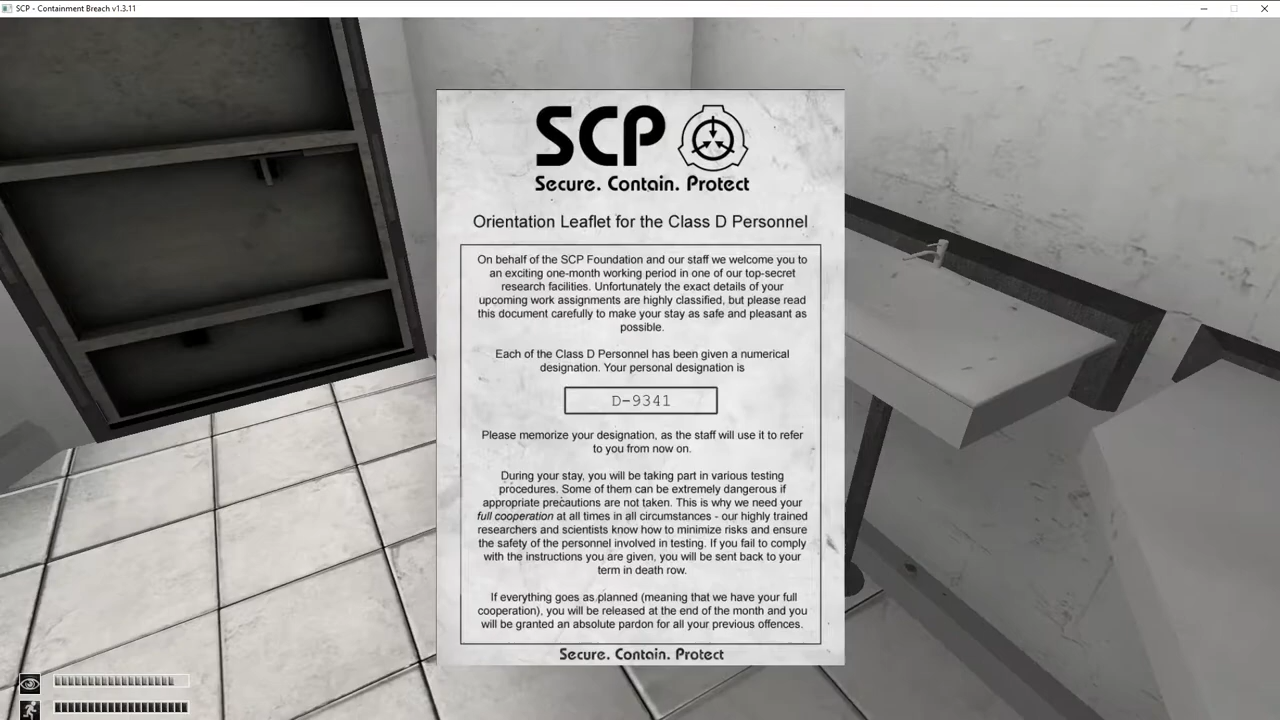 SCP - Containment Breach v1.3.11
SCP
Secure. Contain. Protect
Orientation Leaflet for the Class D Personnel
On behalf of the SCP Foundation and our staff we welcome you to
an exciting one-month working period in one of our top-secret
research facilities. Unfortunately the exact details of your
upcoming work assignments are highly classified, but please read
this document carefully to make your stay as safe and pleasant as
possible.
Each of the Class D Personnel has been given a numerical
designation. Your personal designation is
D-9341
Please memorize your designation, as the staff will use it to refer
to you from now on.
During your stay, you will be taking part in various testing
procedures. Some of them can be extremely dangerous if
appropriate precautions are not taken. This is why we need your
full cooperation at all times in all circumstances - our highly trained
researchers and scientists know how to minimize risks and ensure
the safety of the personnel involved in testing. If you fail to comply
with the instructions you are given, you will be sent back to your
term in death row.
If everything goes as planned (meaning that we have your full
cooperation), you will be released at the end of the month and you
will be granted an absolute pardon for all your previous offences.
Secure. Contain. Protect